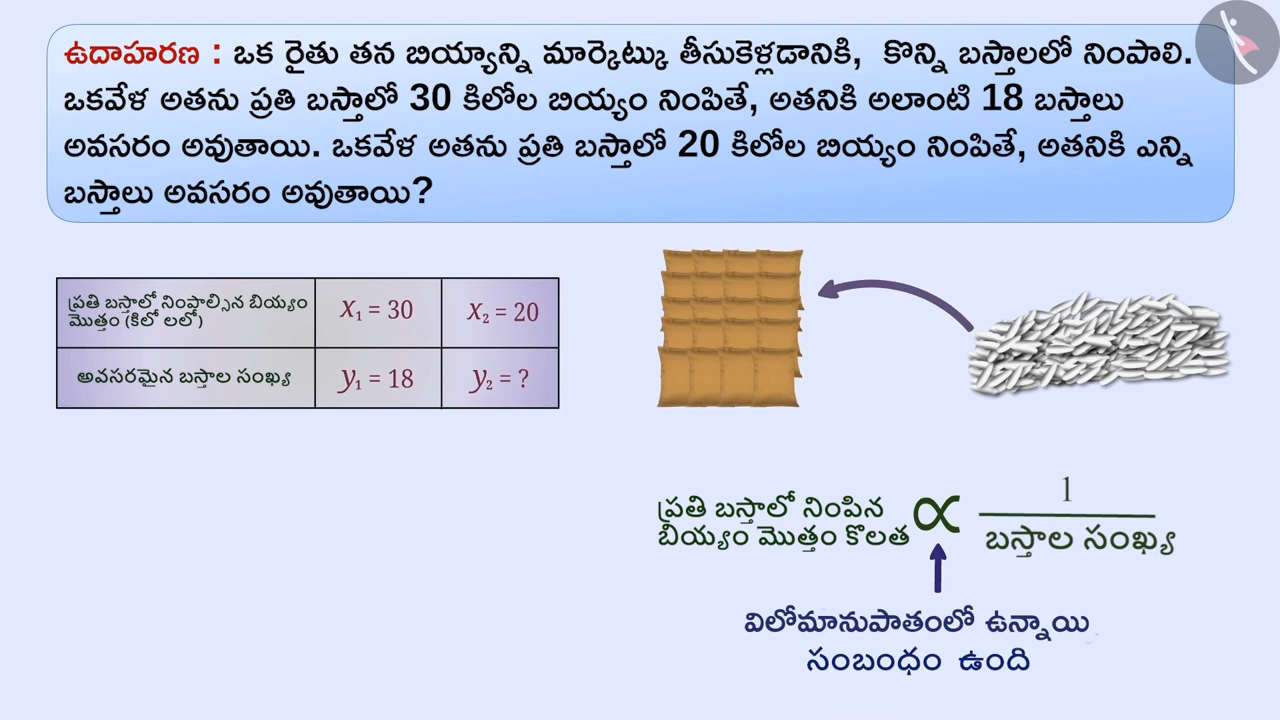 ఉదాహరణ : ఒక రైతు తన బియ్యాన్ని మార్కెట్కు తీసుకెళ్లడానికి, కొన్ని బస్తాలలో నింపాలి.
ఒకవేళ అతను ప్రతి బస్తాలో 30 కిలోల బియ్యం నింపితే, అతనికి అలాంటి 18 బస్తాలు
అవసరం అవుతాయి. ఒకవేళ అతను ప్రతి బస్తాలో 20 కిలోల బియ్యం నింపితే, అతనికి ఎన్ని
బస్తాలు అవసరం అవుతాయి?
ప్రతి బస్తాలో నింపాల్సిన బియ్యం
మొత్తం (కిలో లలో)
x₁ = 30
x₂ = 20
అవసరమైన బస్తాల సంఖ్య
y₁ = 18
y₂ = ?
ప్రతి బస్తాలో నింపిన
బియ్యం మొత్తం కొలత
∝
1
బస్తాల సంఖ్య
విలోమానుపాతంలో ఉన్నాయి
సంబంధం ఉంది